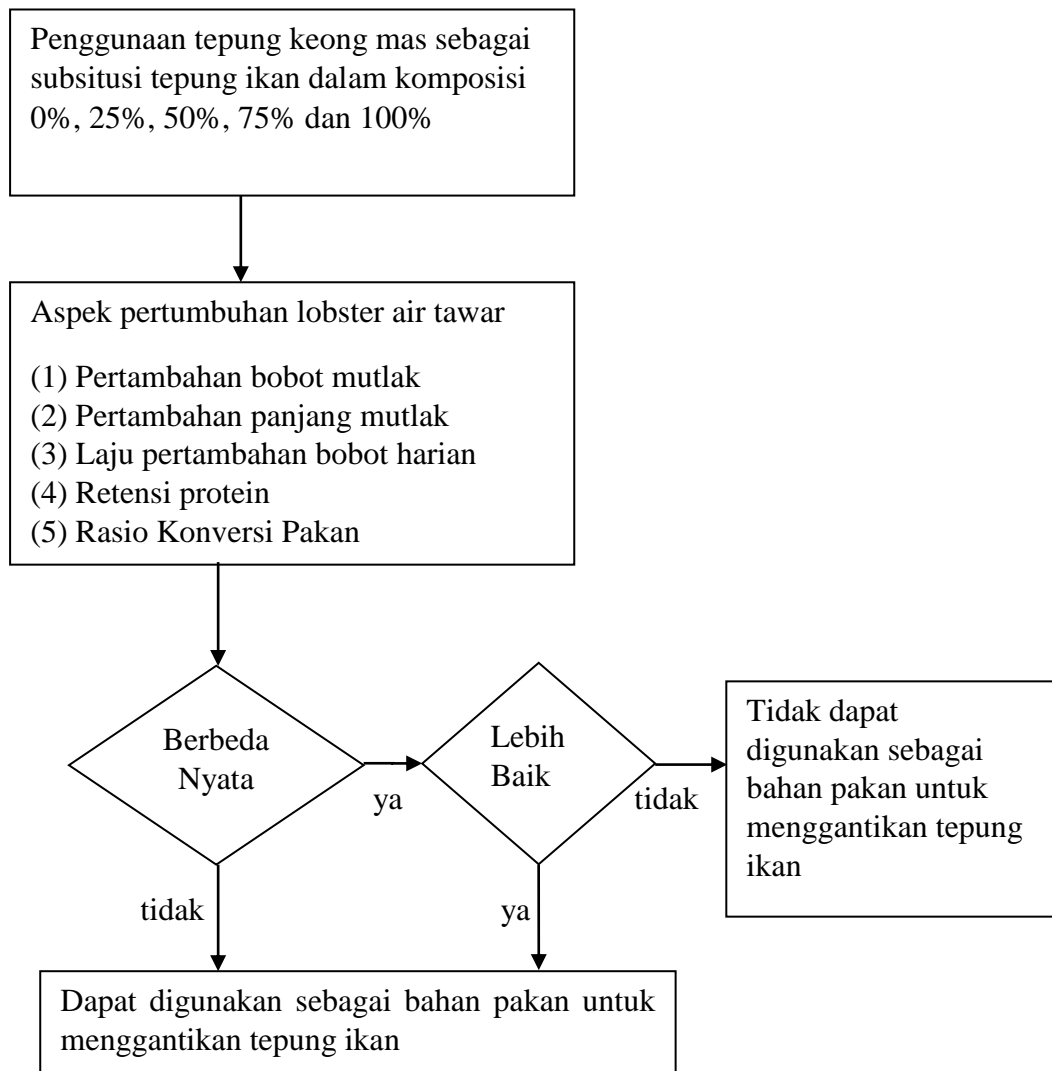 Penggunaan tepung keong mas sebagai
subsitusi tepung ikan dalam komposisi
0%, 25%, 50%, 75% dan 100%
Aspek pertumbuhan lobster air tawar
(1) Pertambahan bobot mutlak
(2) Pertambahan panjang mutlak
(3) Laju pertambahan bobot harian
(4) Retensi protein
(5) Rasio Konversi Pakan
Berbeda
Nyata
ya
Lebih
Baik
tidak
Tidak dapat
digunakan sebagai
bahan pakan untuk
menggantikan tepung
ikan
tidak
ya
Dapat digunakan sebagai bahan pakan untuk
menggantikan tepung ikan